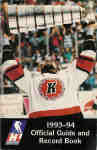 K
1993-94
Official Guide and
Record Book